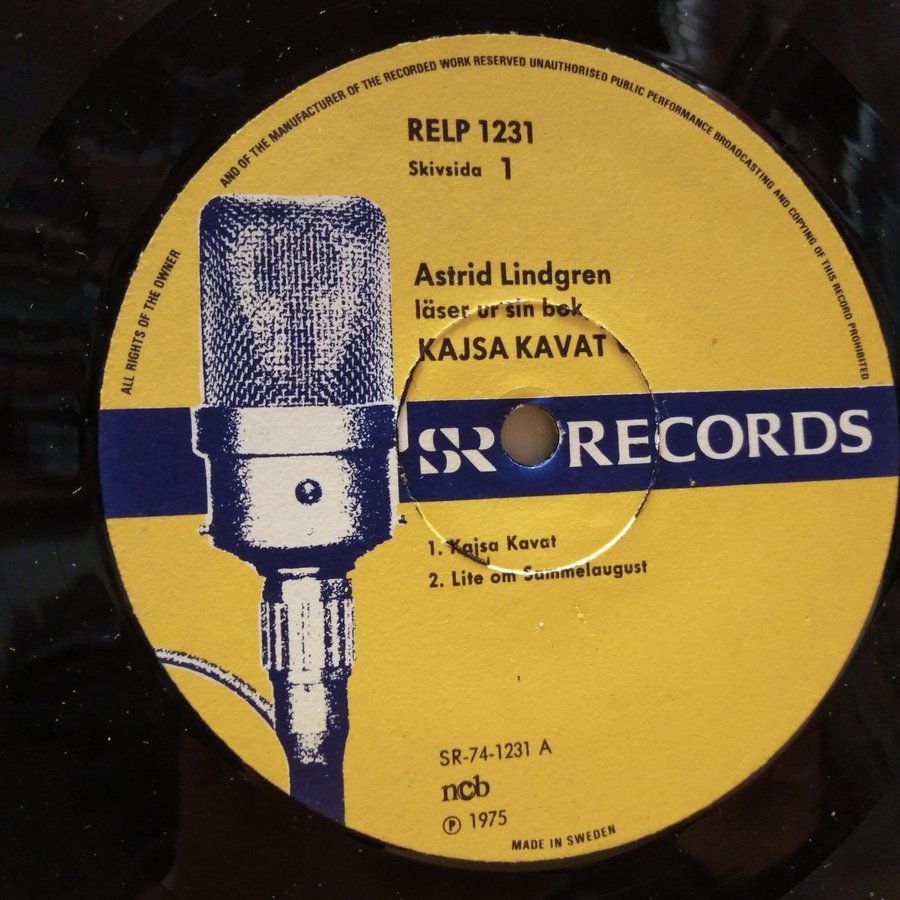 ALL RIGHTS OF THE OWNER AND OF THE MANUFACTURER OF THE RECORDED WORK RESERVED UNAUTHORISED PUBLIC PERFORMANCE BROADCASTING AND COPYING OF THIS RECORD PROHIBITED
RELP 1231
Skivsida 1
Astrid Lindgren
läser ur sin bok
KAJSA KAVAT
SR RECORDS
1. Kajsa Kavat
2. Lite om Sammelaugust
SR-74-1231 A
ncb
Ⓟ 1975
MADE IN SWEDEN